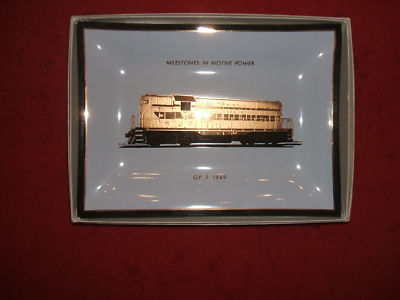 MILESTONES IN MOTIVE POWER
GP 7 1949